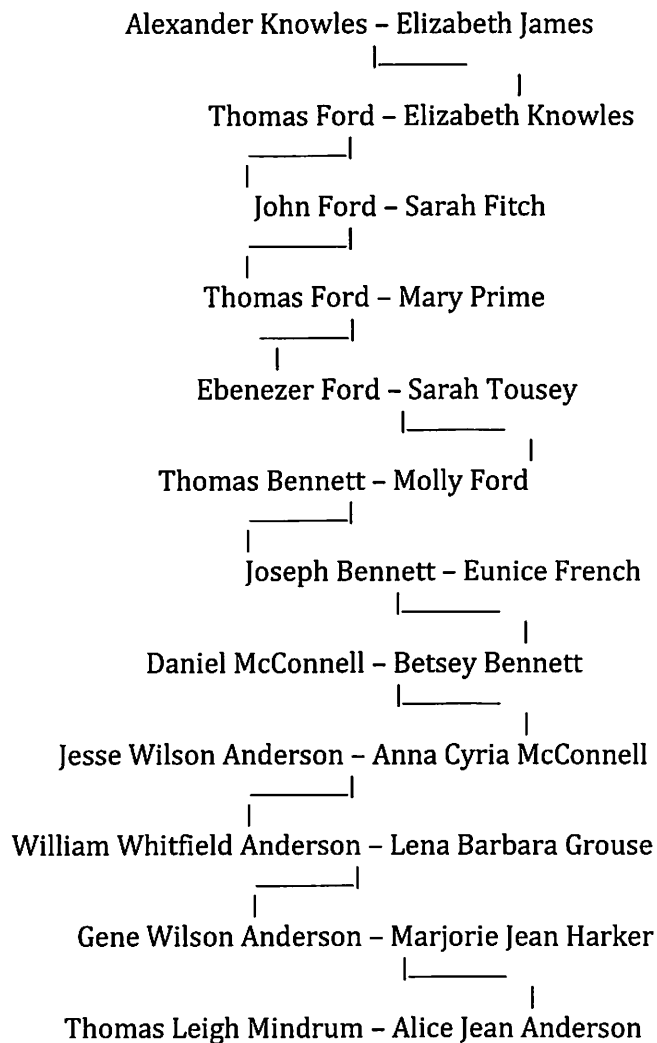 Alexander Knowles – Elizabeth James
Thomas Ford – Elizabeth Knowles
John Ford – Sarah Fitch
Thomas Ford – Mary Prime
Ebenezer Ford – Sarah Tousey
Thomas Bennett – Molly Ford
Joseph Bennett – Eunice French
Daniel McConnell – Betsey Bennett
Jesse Wilson Anderson – Anna Cyria McConnell
William Whitfield Anderson – Lena Barbara Grouse
Gene Wilson Anderson – Marjorie Jean Harker
Thomas Leigh Mindrum – Alice Jean Anderson